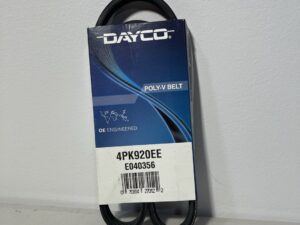 DAYCO
POLY-V BELT
OE ENGINEERED
4PK920EE
E040356